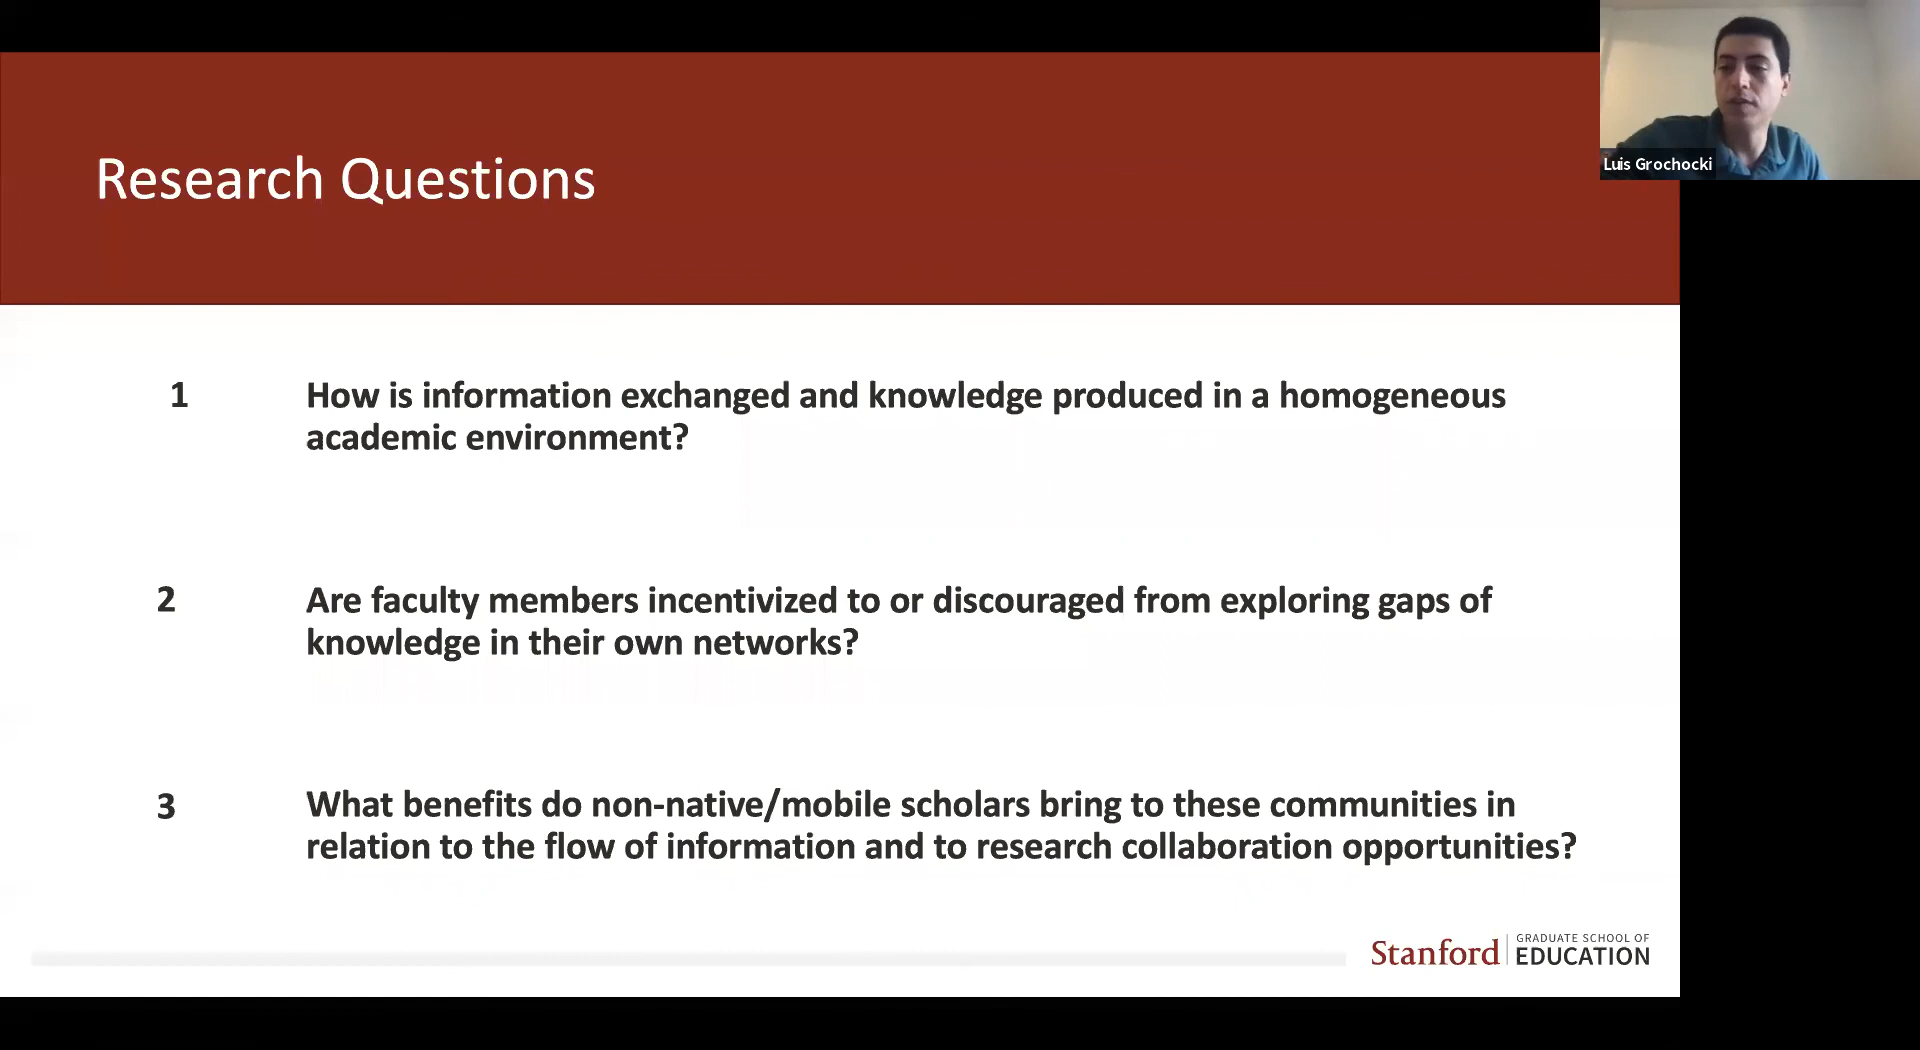 Luis Grochocki
Research Questions
1
How is information exchanged and knowledge produced in a homogeneous
academic environment?
2
Are faculty members incentivized to or discouraged from exploring gaps of
knowledge in their own networks?
3
What benefits do non-native/mobile scholars bring to these communities in
relation to the flow of information and to research collaboration opportunities?
Stanford
GRADUATE SCHOOL OF
EDUCATION